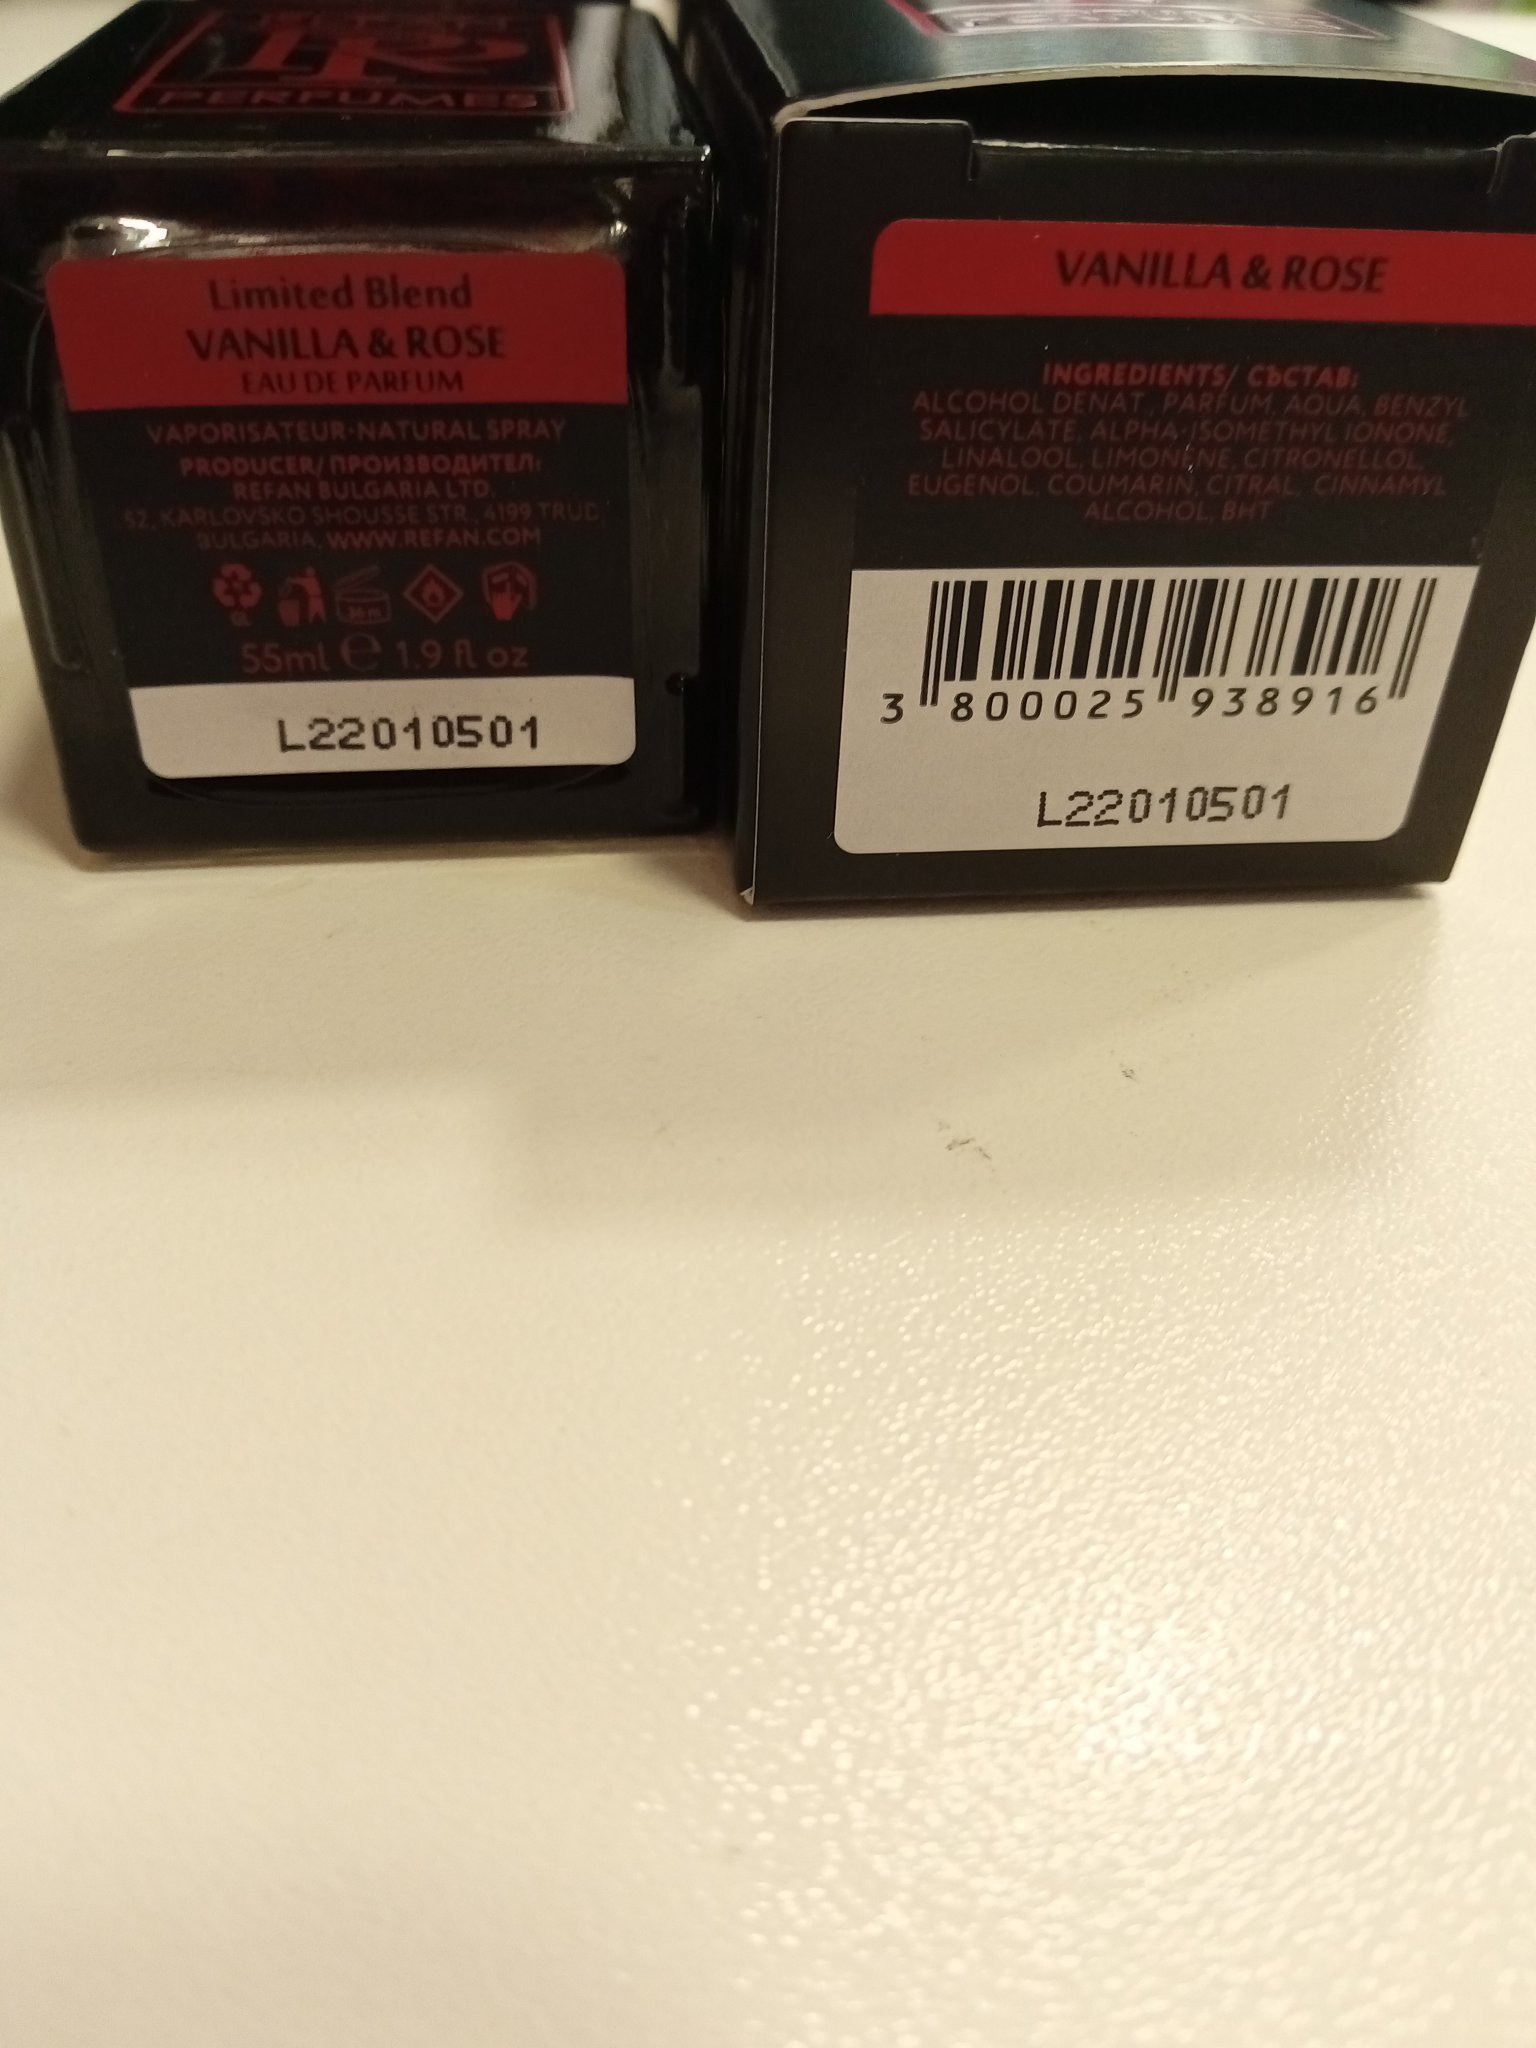 PERFUMES
Limited Blend
VANILLA & ROSE
EAU DE PARFUM
VAPORISATEUR·NATURAL SPRAY
PRODUCER/ ПРОИЗВОДИТЕЛ:
REFAN BULGARIA LTD.
52, KARLOVSKO SHOUSSE STR., 4199 TRUD,
BULGARIA, WWW.REFAN.COM
GL
36 m
55ml e 1.9 fl oz
L22010501
VANILLA & ROSE
INGREDIENTS/ СЪСТАВ:
ALCOHOL DENAT., PARFUM, AQUA, BENZYL
SALICYLATE, ALPHA-ISOMETHYL IONONE,
LINALOOL, LIMONENE, CITRONELLOL,
EUGENOL, COUMARIN, CITRAL, CINNAMYL
ALCOHOL, BHT
3 800025 938916
L22010501